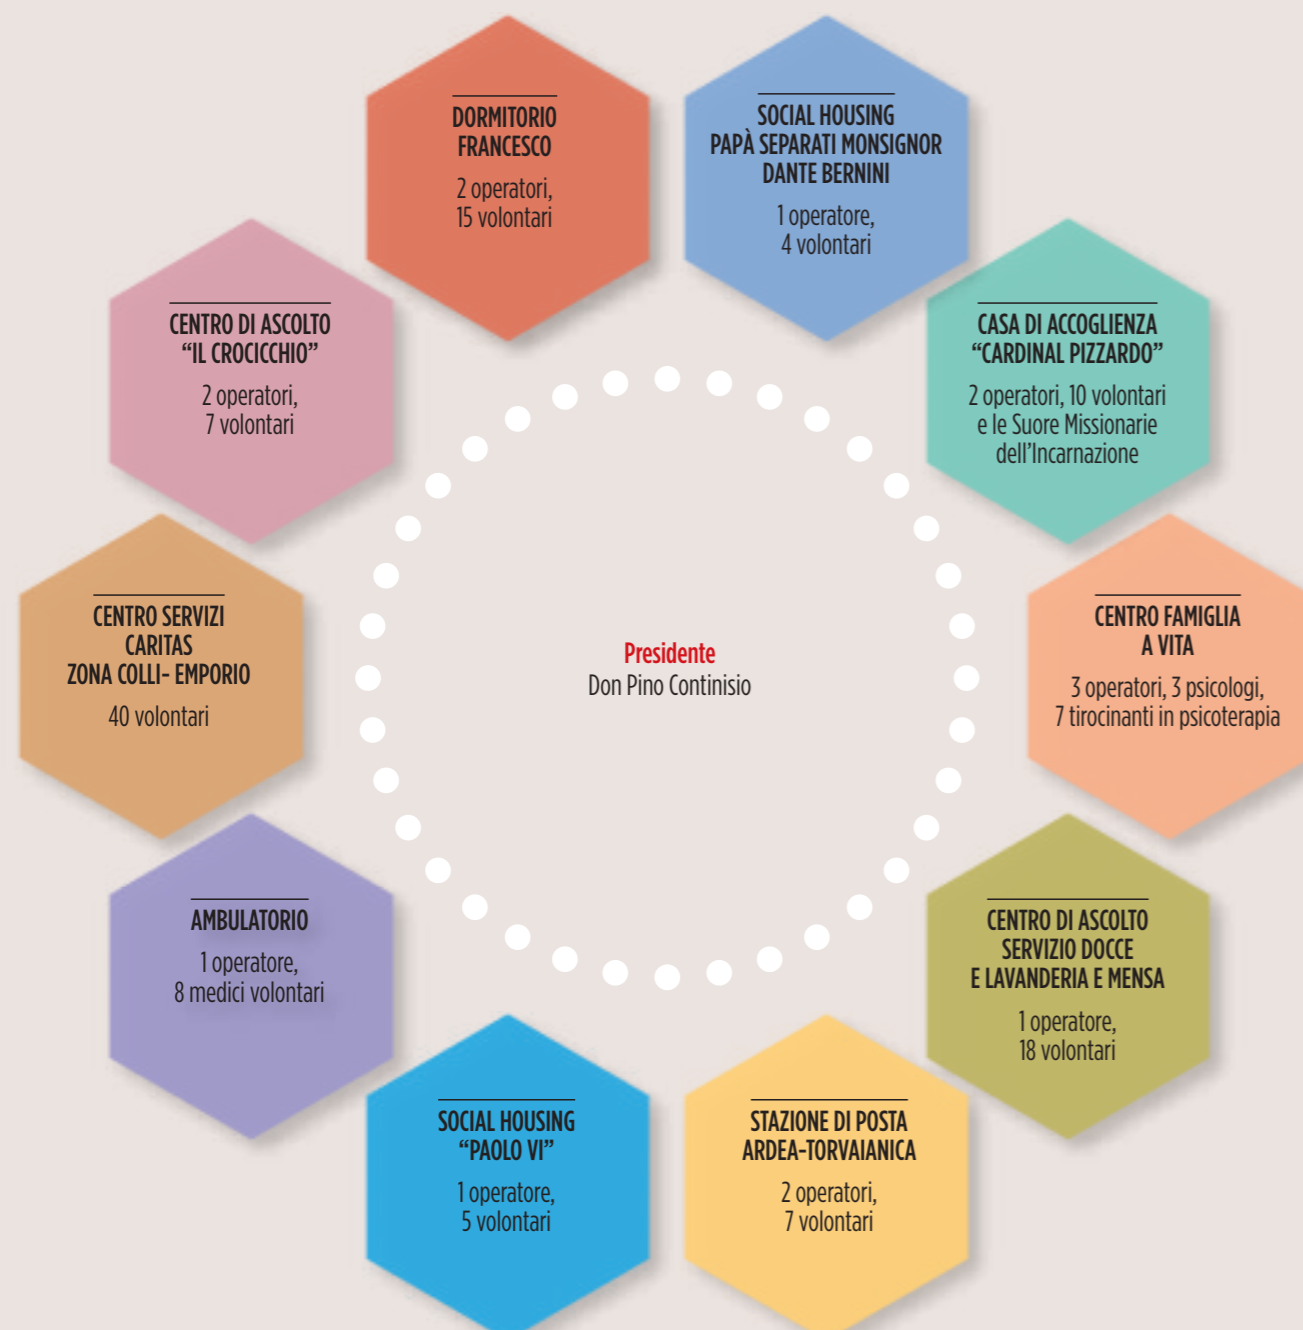 DORMITORIO
FRANCESCO
2 operatori,
15 volontari
SOCIAL HOUSING
PAPÀ SEPARATI MONSIGNOR
DANTE BERNINI
1 operatore,
4 volontari
CENTRO DI ASCOLTO
“IL CROCICCHIO”
2 operatori,
7 volontari
CASA DI ACCOGLIENZA
“CARDINAL PIZZARDO”
2 operatori, 10 volontari
e le Suore Missionarie
dell’Incarnazione
CENTRO SERVIZI
CARITAS
ZONA COLLI- EMPORIO
40 volontari
Presidente
Don Pino Continisio
CENTRO FAMIGLIA
A VITA
3 operatori, 3 psicologi,
7 tirocinanti in psicoterapia
AMBULATORIO
1 operatore,
8 medici volontari
CENTRO DI ASCOLTO
SERVIZIO DOCCE
E LAVANDERIA E MENSA
1 operatore,
18 volontari
SOCIAL HOUSING
“PAOLO VI”
1 operatore,
5 volontari
STAZIONE DI POSTA
ARDEA-TORVAIANICA
2 operatori,
7 volontari